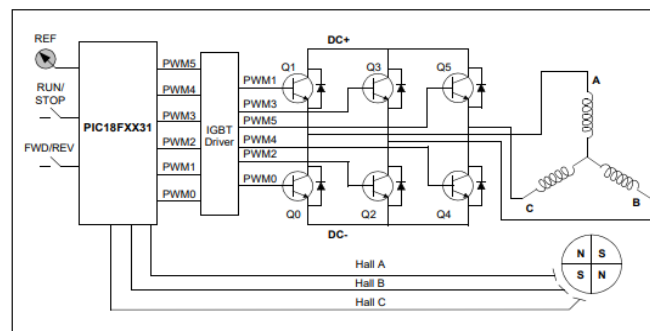 REF
RUN/
STOP
FWD/REV
PIC18FXX31
PWM5
PWM4
PWM3
PWM2
PWM1
PWM0
IGBT
Driver
PWM1
PWM3
PWM5
PWM4
PWM2
PWM0
DC+
Q1
Q3
Q5
Q0
Q2
Q4
DC-
A
C
B
Hall A
Hall B
Hall C
N S
S N